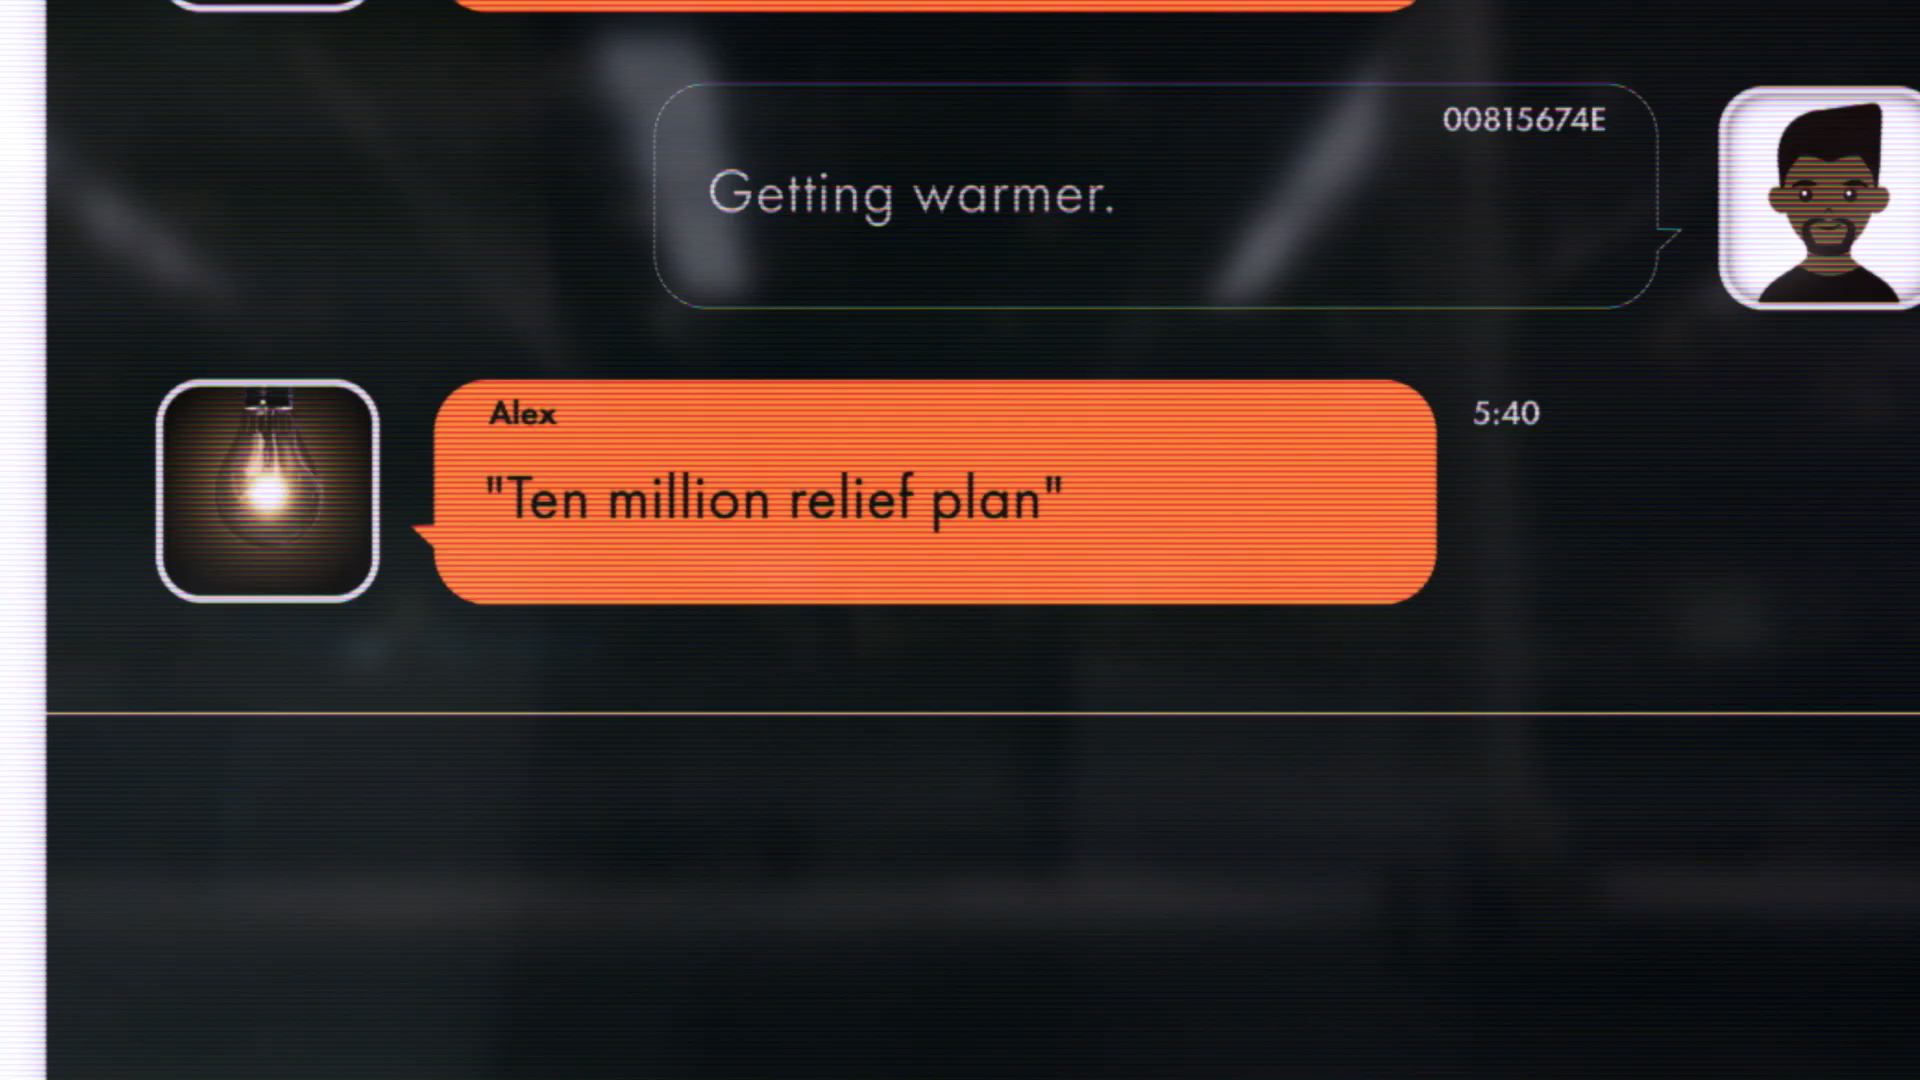 00815674E
Getting warmer.
Alex
5:40
"Ten million relief plan"